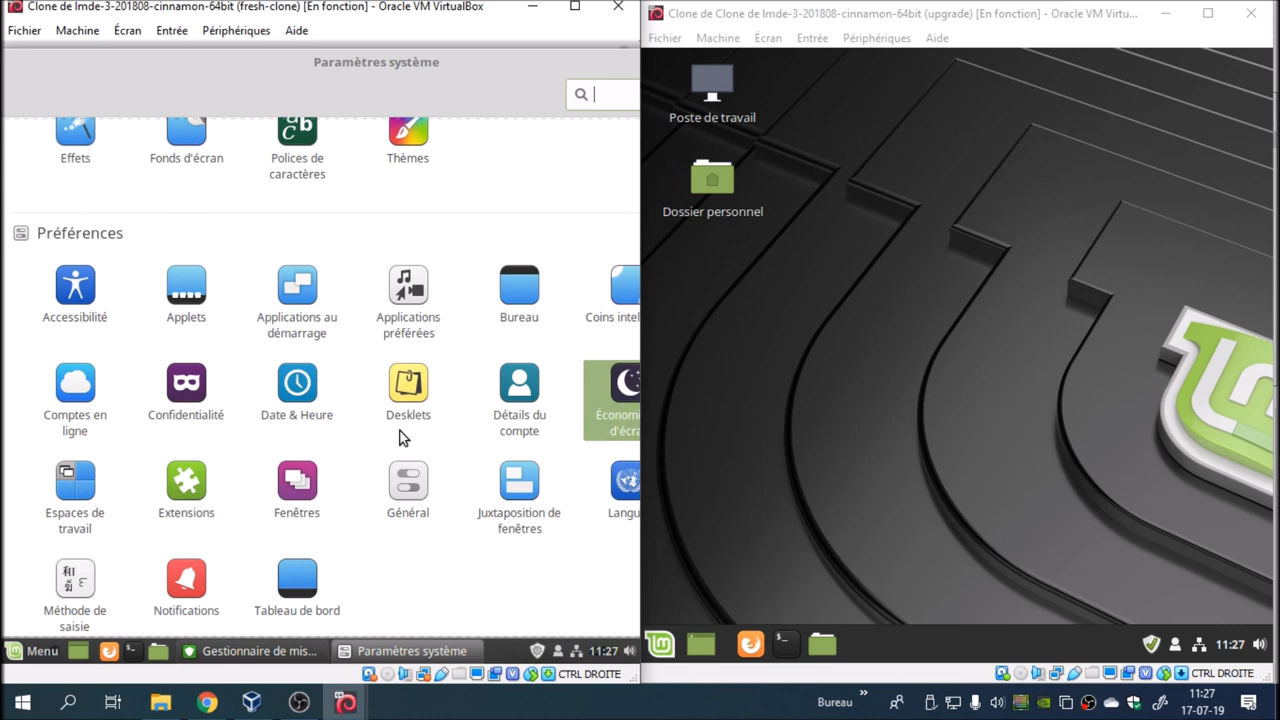 Clone de Clone de lmde-3-201808-cinnamon-64bit (fresh-clone) [En fonction] - Oracle VM VirtualBox
Fichier Machine Écran Entrée Périphériques Aide
Paramètres système
Effets
Fonds d'écran
Polices de
caractères
Thèmes
Préférences
Accessibilité
Applets
Applications au
démarrage
Applications
préférées
Bureau
Coins intel
Comptes en
ligne
Confidentialité
Date & Heure
Desklets
Détails du
compte
Économi
d'écra
Espaces de
travail
Extensions
Fenêtres
Général
Juxtaposition de
fenêtres
Langu
Méthode de
saisie
Notifications
Tableau de bord
Menu
Gestionnaire de mis...
Paramètres système
11:27
CTRL DROITE
Clone de Clone de lmde-3-201808-cinnamon-64bit (upgrade) [En fonction] - Oracle VM Virtu...
Fichier Machine Écran Entrée Périphériques Aide
Poste de travail
Dossier personnel
11:27
CTRL DROITE
Bureau
11:27
17-07-19